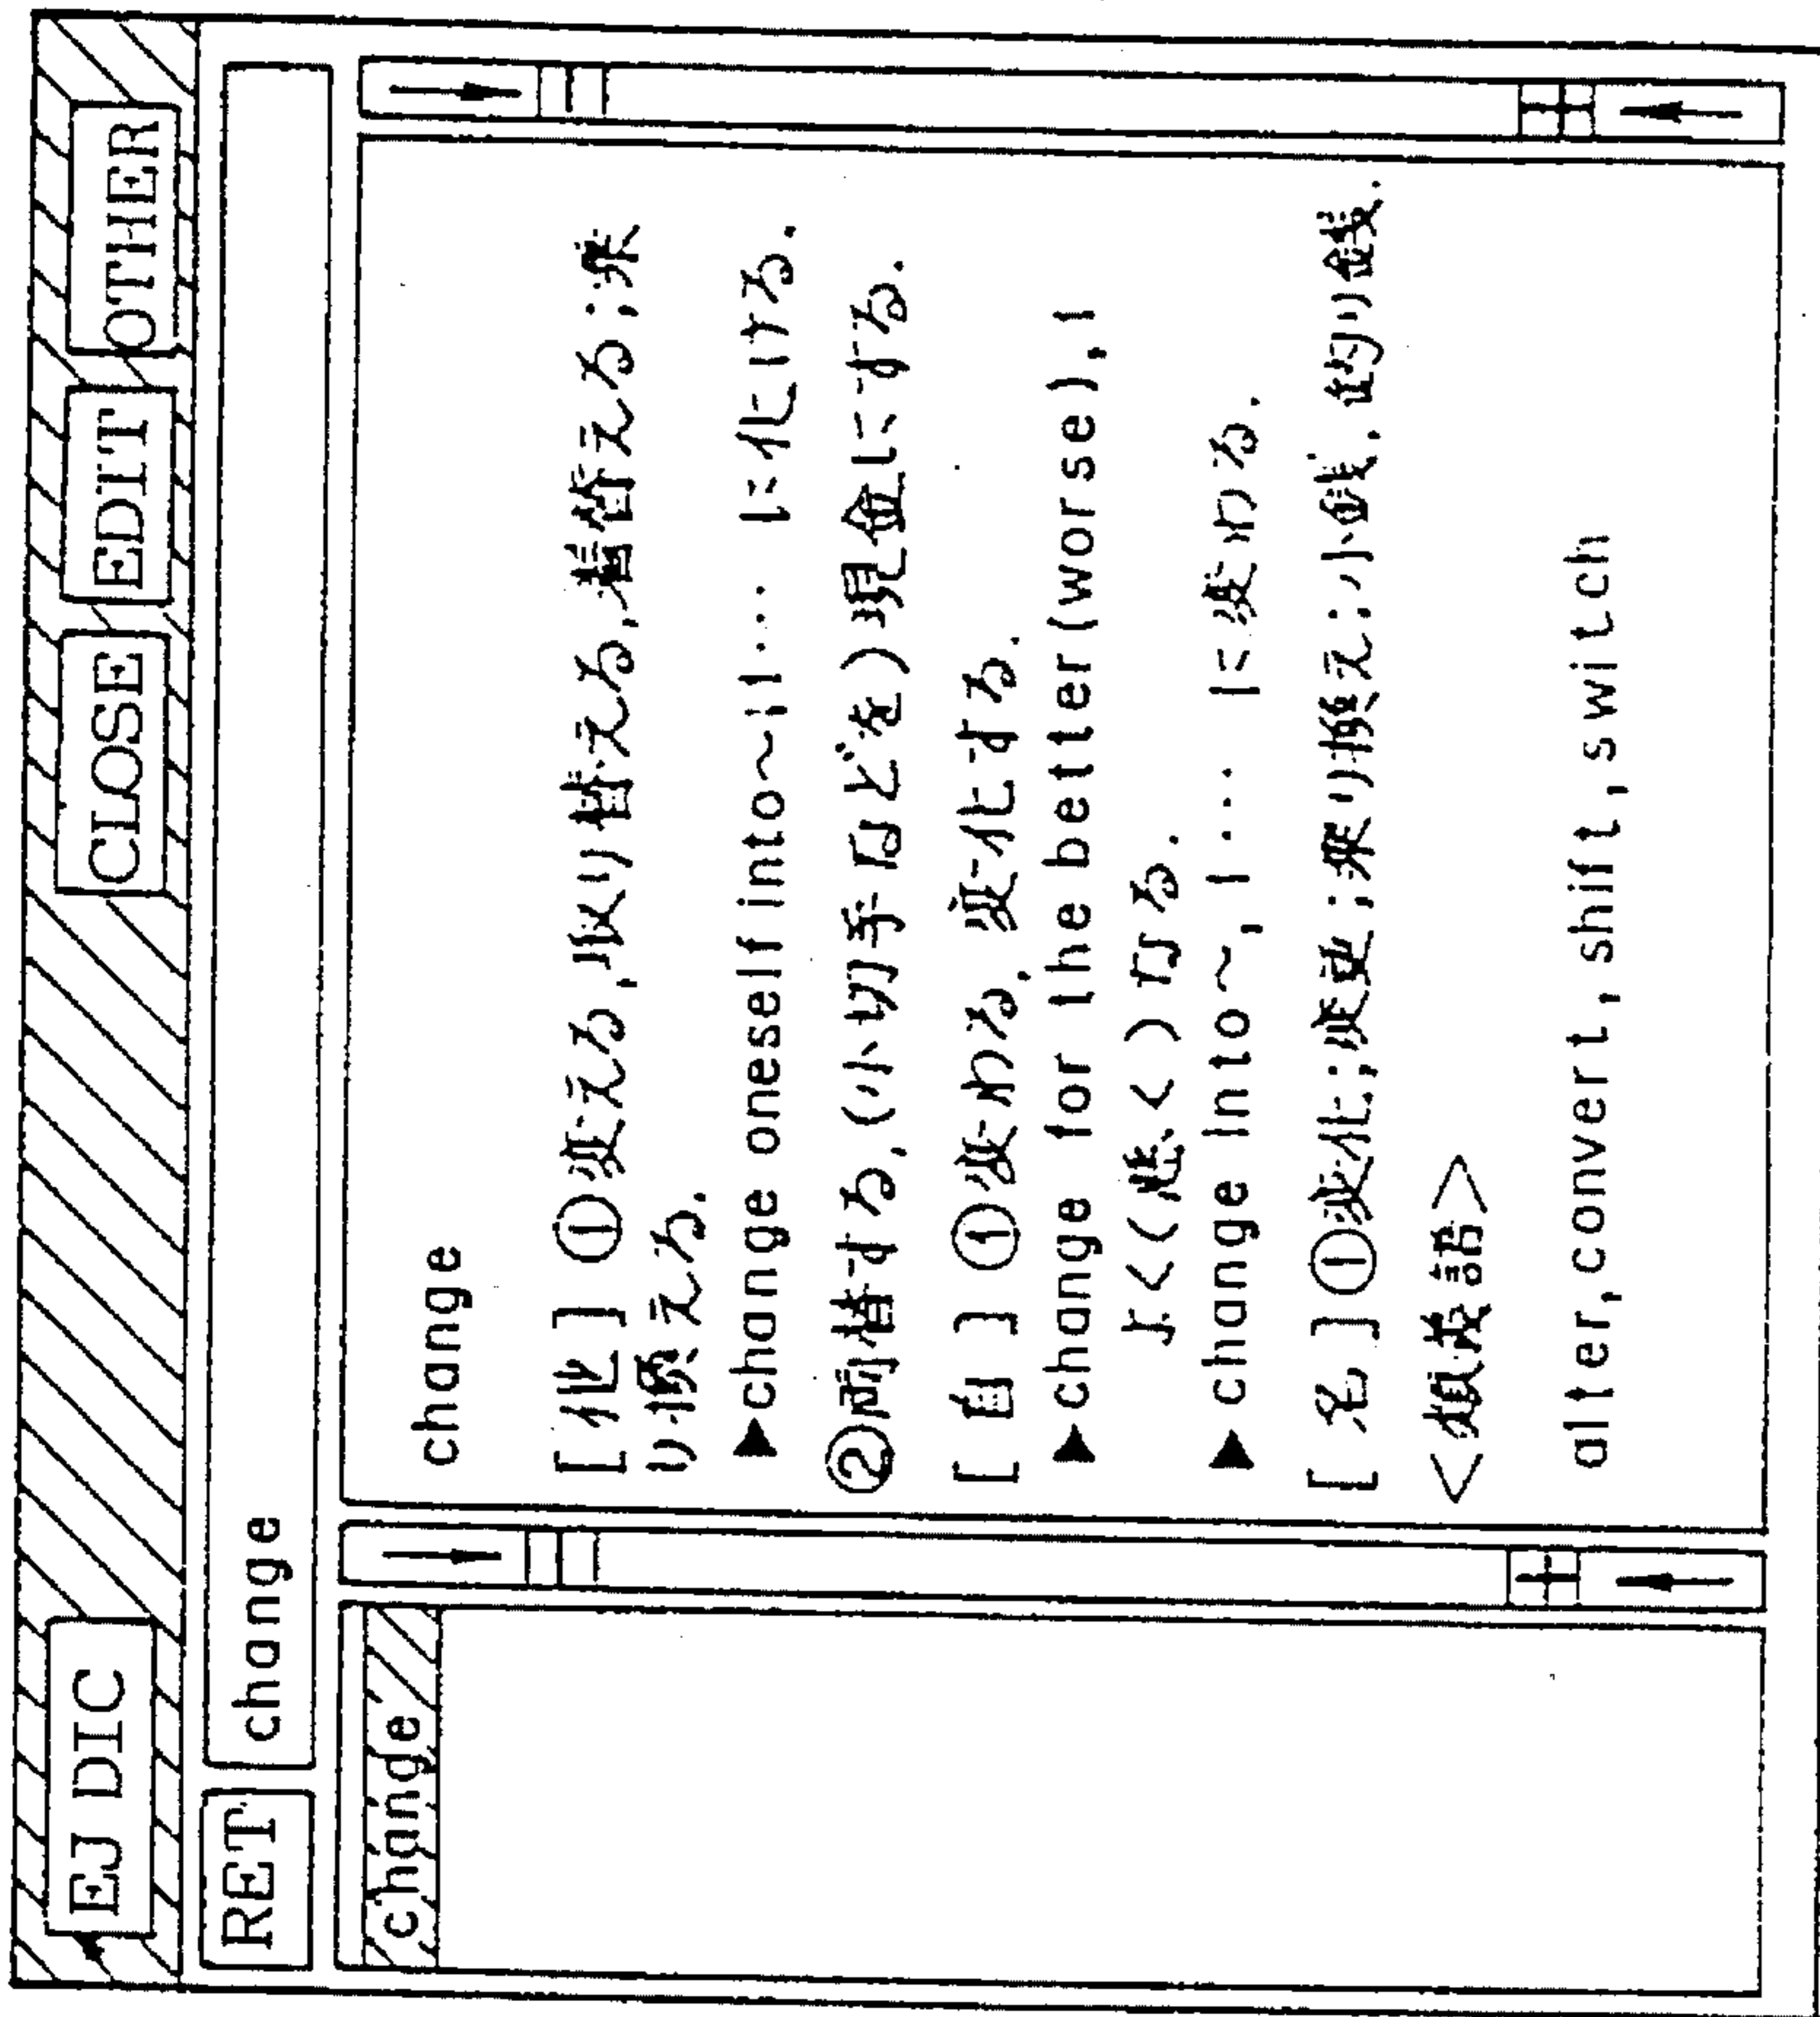 EJ DIC CLOSE EDIT OTHER
RET change
change
change
[他] ①変える,取り替える,着替える;乗
り換える.
▲change oneself into~,1... に化ける.
②両替する,(小切手などを)現金にする.
[自] ①変わる, 変化する.
▲change for the better(worse),1
よく(悪く)なる.
▲change into~,1.... に変わる.
[名] ①変化;変更;乗り換え;小銭, 釣り銭.
<類義語>
alter,convert,shift,switch